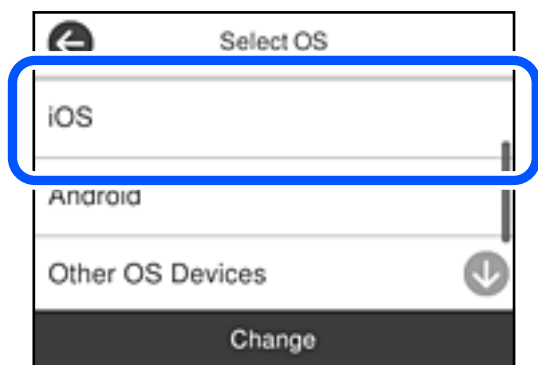 Select OS
iOS
Android
Other OS Devices
Change